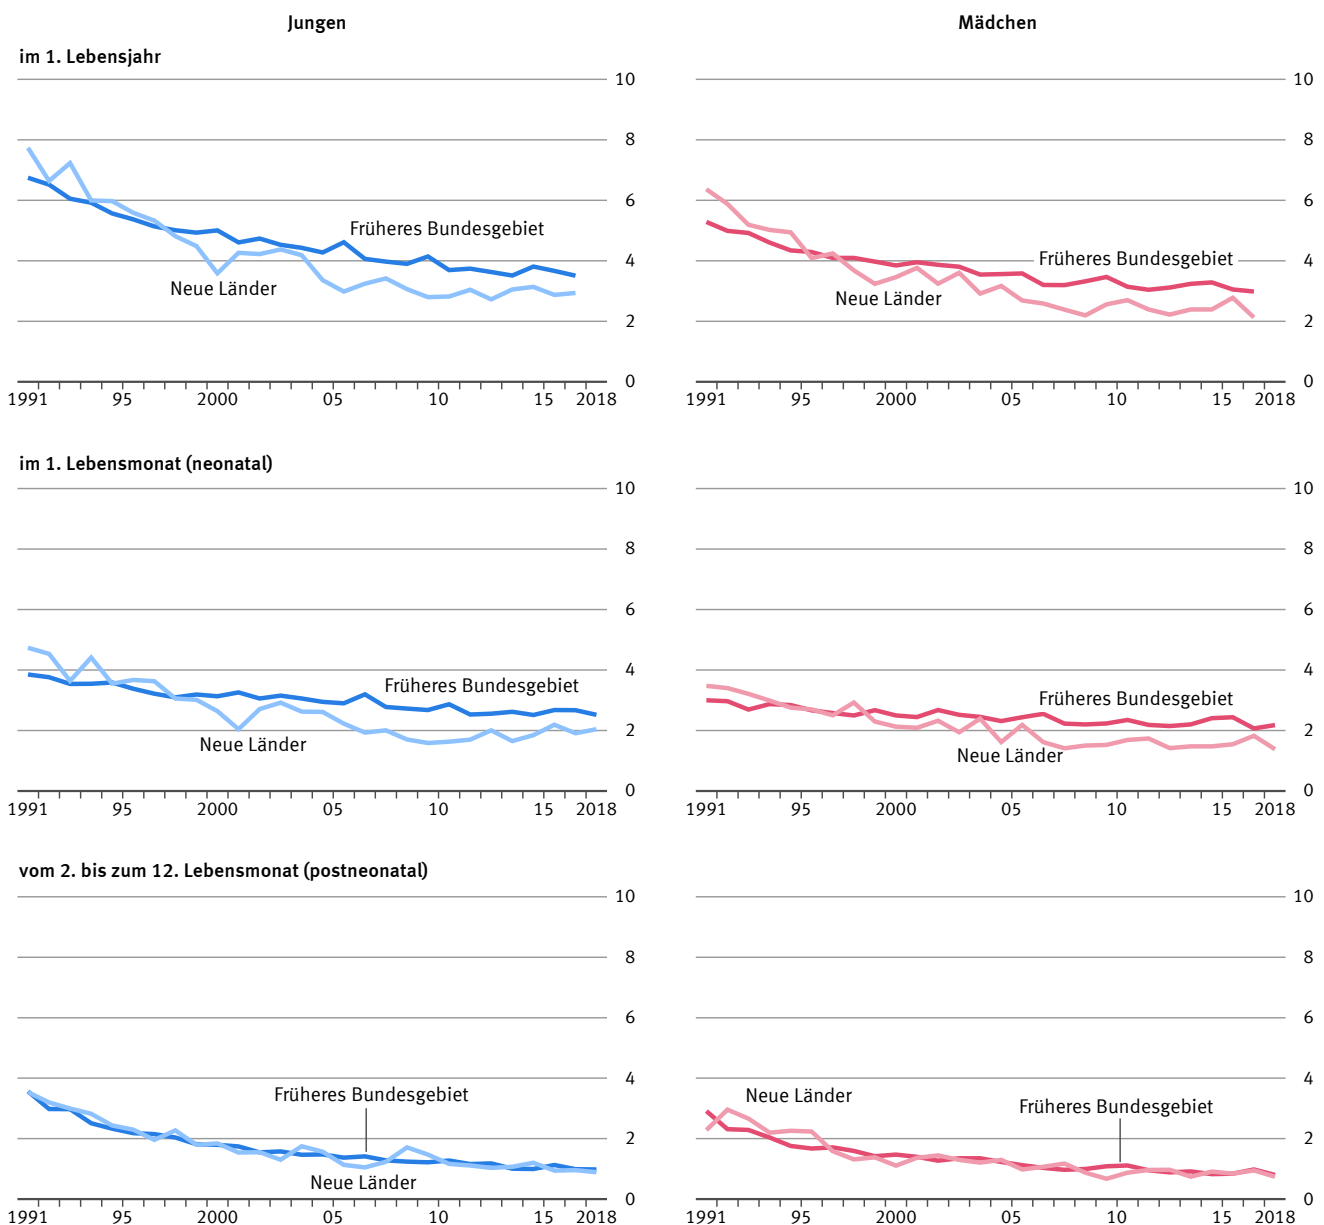 Jungen
Mädchen
im 1. Lebensjahr
10
8
6
4
2
0
Früheres Bundesgebiet
Neue Länder
1991 95 2000 05 10 15 2018
10
8
6
4
2
0
Früheres Bundesgebiet
Neue Länder
1991 95 2000 05 10 15 2018
im 1. Lebensmonat (neonatal)
10
8
6
4
2
0
Früheres Bundesgebiet
Neue Länder
1991 95 2000 05 10 15 2018
10
8
6
4
2
0
Früheres Bundesgebiet
Neue Länder
1991 95 2000 05 10 15 2018
vom 2. bis zum 12. Lebensmonat (postneonatal)
10
8
6
4
2
0
Früheres Bundesgebiet
Neue Länder
1991 95 2000 05 10 15 2018
10
8
6
4
2
0
Neue Länder
Früheres Bundesgebiet
1991 95 2000 05 10 15 2018